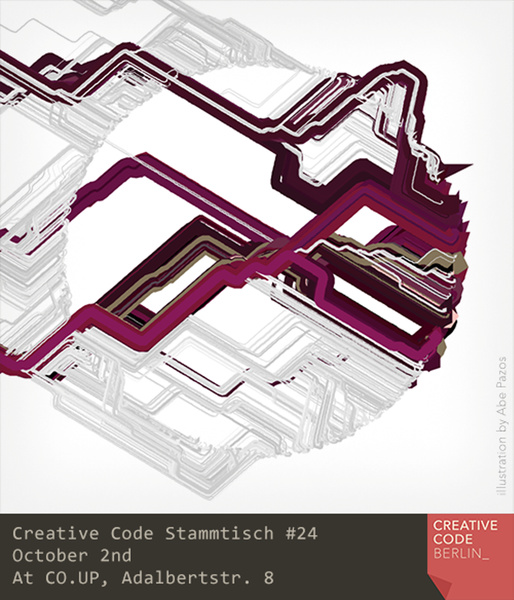 illustration by Abe Pazos
Creative Code Stammtisch #24
October 2nd
At CO.UP, Adalbertstr. 8
CREATIVE
CODE
BERLIN_